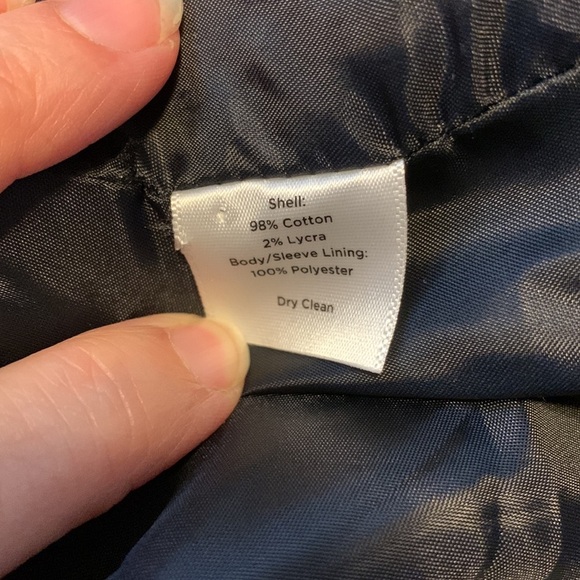 Shell:
98% Cotton
2% Lycra
Body/Sleeve Lining:
100% Polyester
Dry Clean